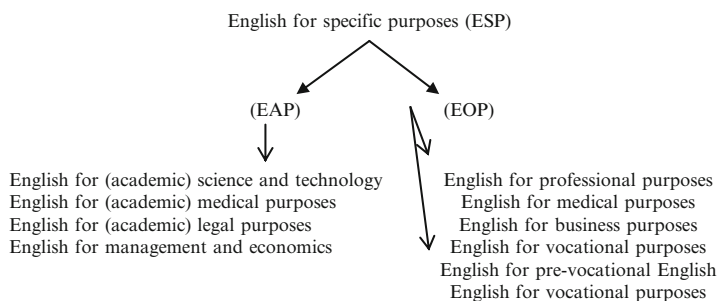 English for specific purposes (ESP)
(EAP)
(EOP)
English for (academic) science and technology
English for (academic) medical purposes
English for (academic) legal purposes
English for management and economics
English for professional purposes
English for medical purposes
English for business purposes
English for vocational purposes
English for pre-vocational English
English for vocational purposes